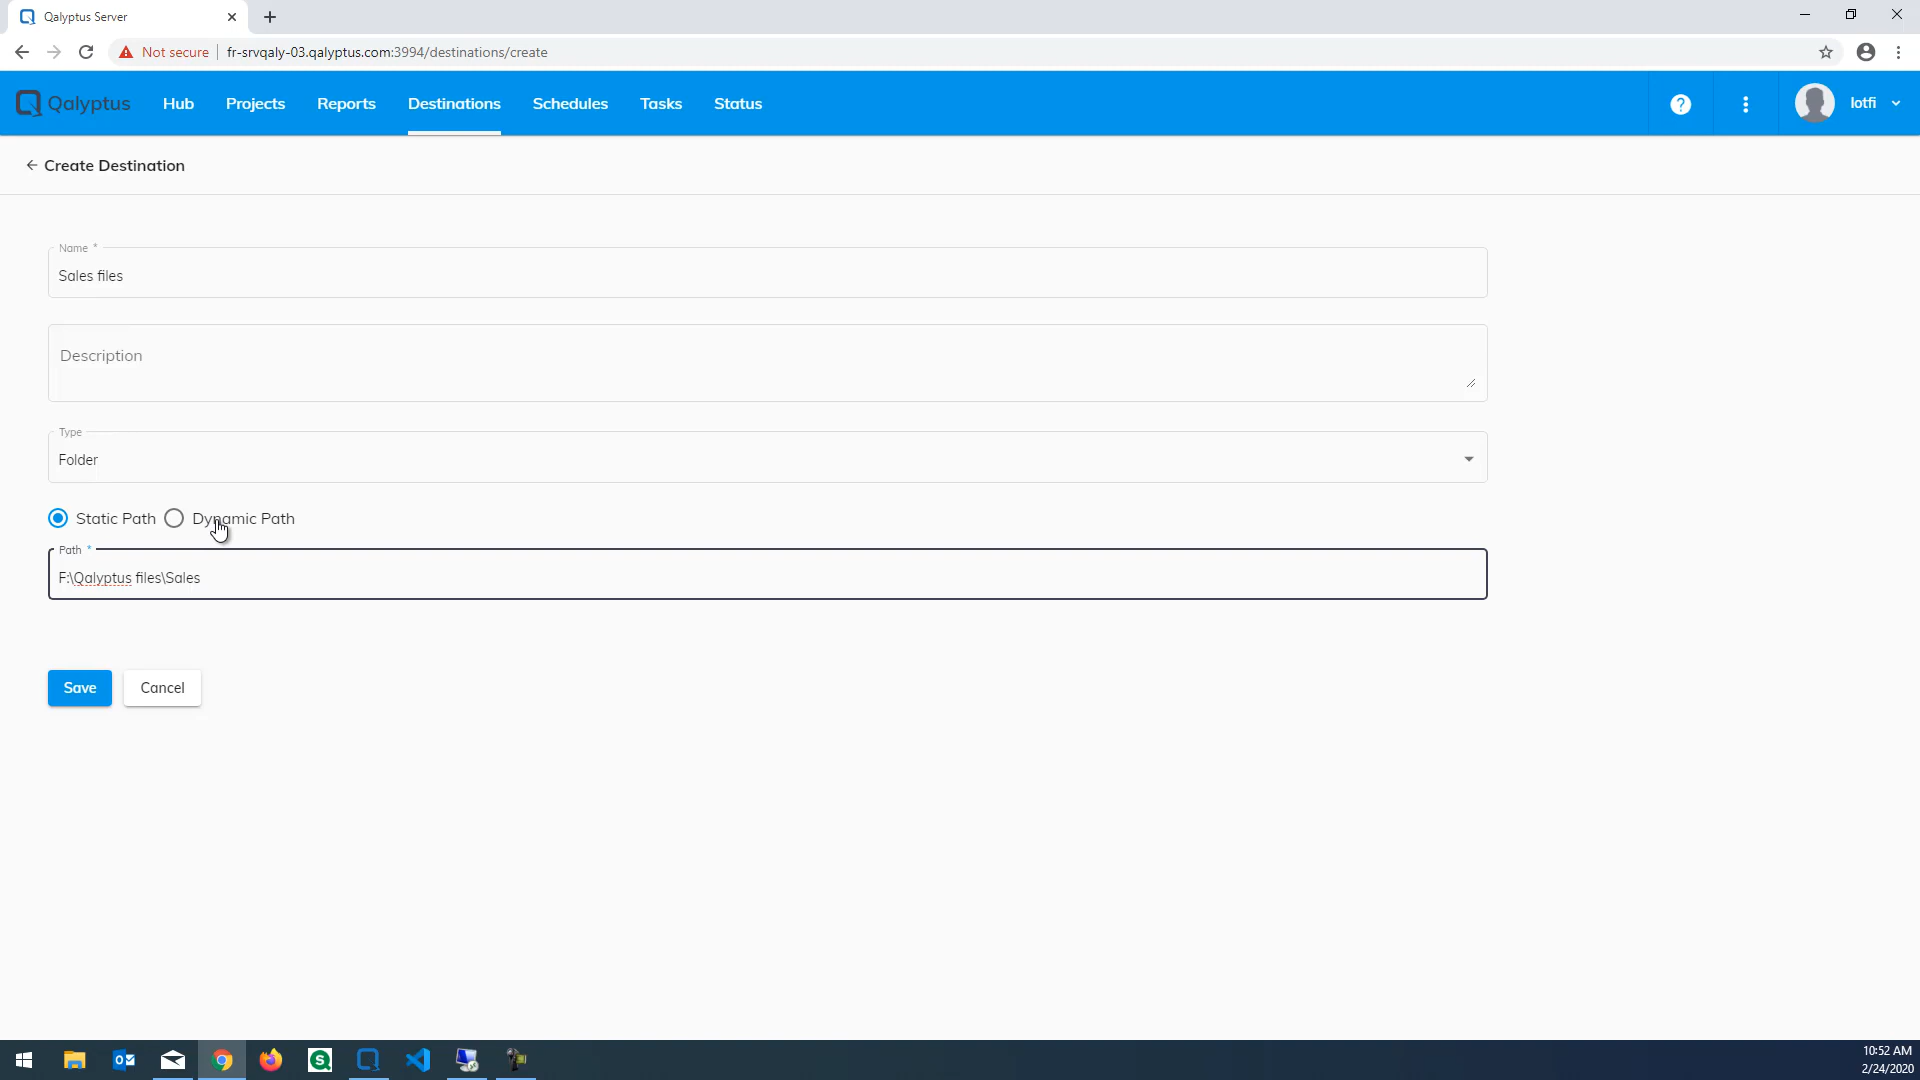 Qalyptus Server
Not secure fr-srvqaly-03.qalyptus.com:3994/destinations/create
Qalyptus Hub Projects Reports Destinations Schedules Tasks Status ? lotfi
Create Destination
Name *
Sales files
Description
Type
Folder
Static Path Dynamic Path
Path *
F:\Qalyptus files\Sales
Save Cancel
10:52 AM
2/24/2020